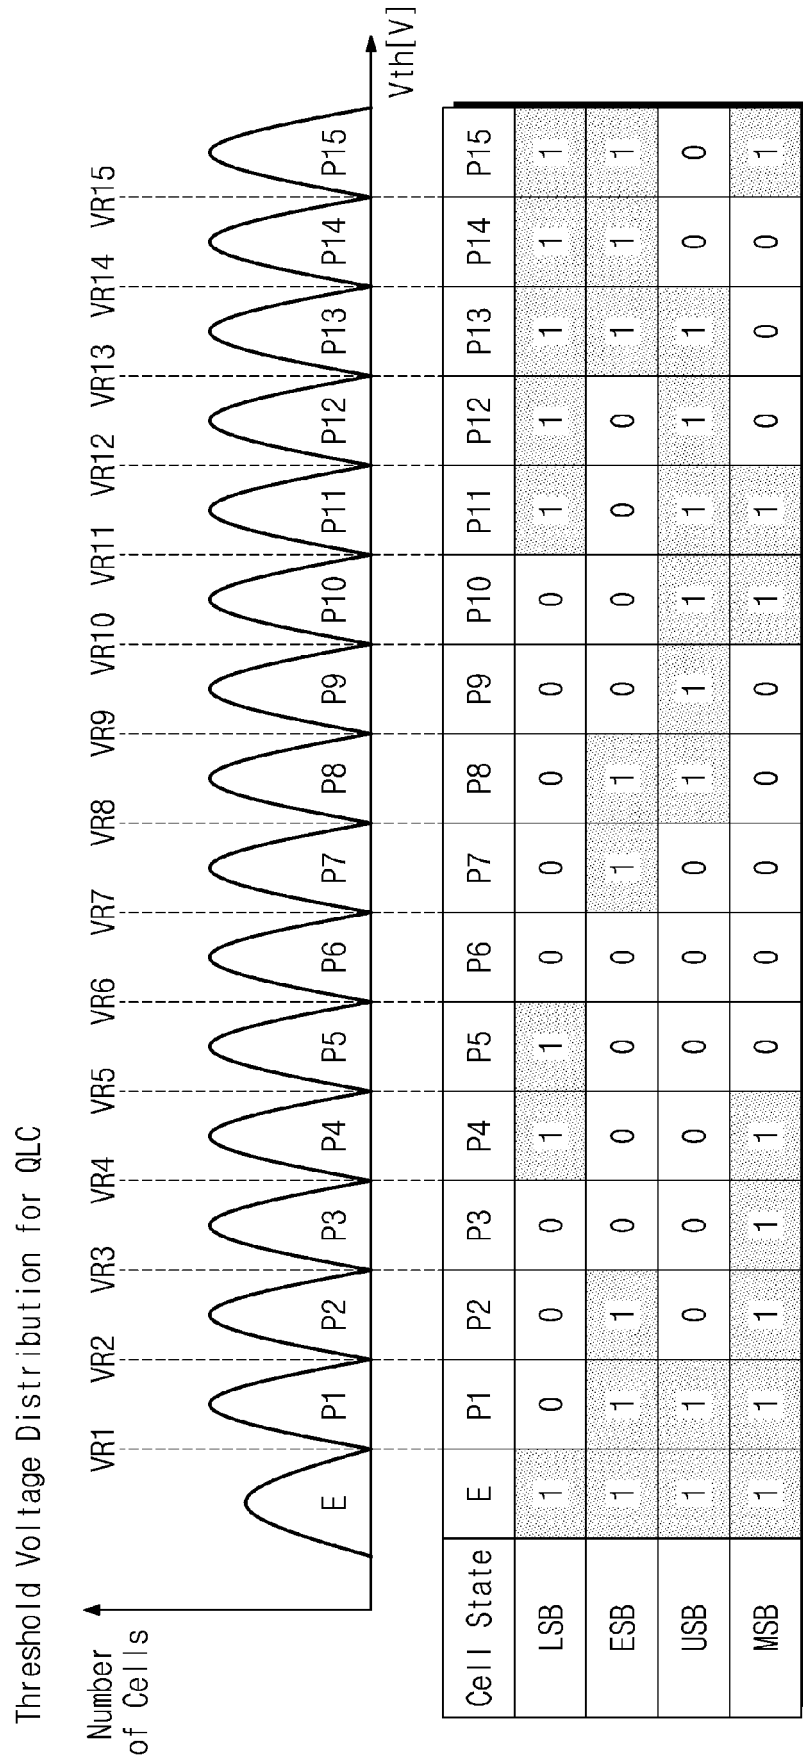 Threshold Voltage Distribution for QLC
Number
of Cells
VR1 VR2 VR3 VR4 VR5 VR6 VR7 VR8 VR9 VR10 VR11 VR12 VR13 VR14 VR15
E P1 P2 P3 P4 P5 P6 P7 P8 P9 P10 P11 P12 P13 P14 P15
Vth[V]
Cell State E P1 P2 P3 P4 P5 P6 P7 P8 P9 P10 P11 P12 P13 P14 P15
LSB 1 0 0 0 1 1 0 0 0 0 0 1 1 1 1 1
ESB 1 1 1 0 0 0 0 1 1 0 0 0 0 1 1 1
USB 1 1 0 0 0 0 0 0 1 1 1 1 1 1 0 0
MSB 1 1 1 1 1 0 0 0 0 0 1 1 0 0 0 1